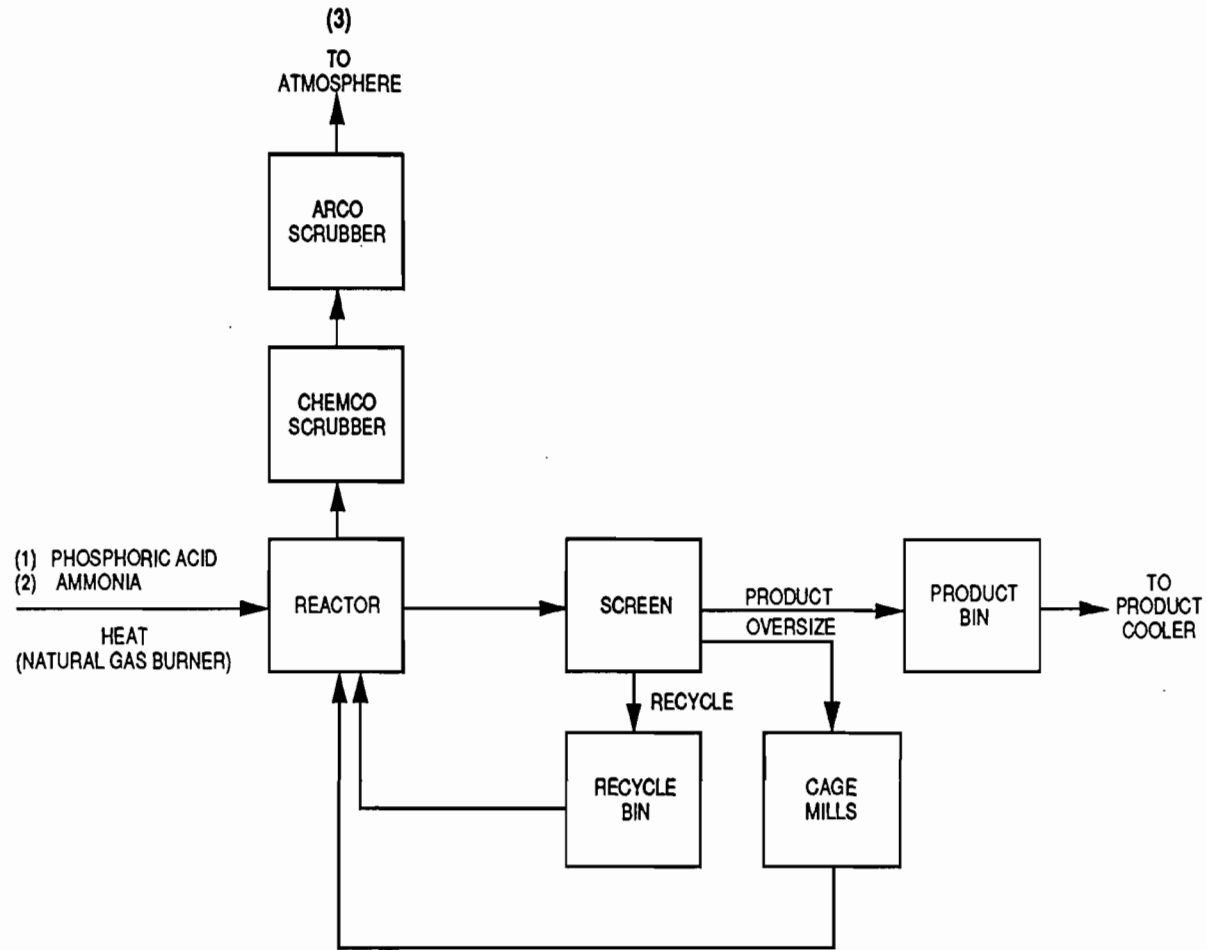 (3)
TO
ATMOSPHERE
ARCO
SCRUBBER
CHEMCO
SCRUBBER
(1) PHOSPHORIC ACID
(2) AMMONIA
HEAT
(NATURAL GAS BURNER)
REACTOR
SCREEN
PRODUCT
OVERSIZE
PRODUCT
BIN
TO
PRODUCT
COOLER
RECYCLE
RECYCLE
BIN
CAGE
MILLS